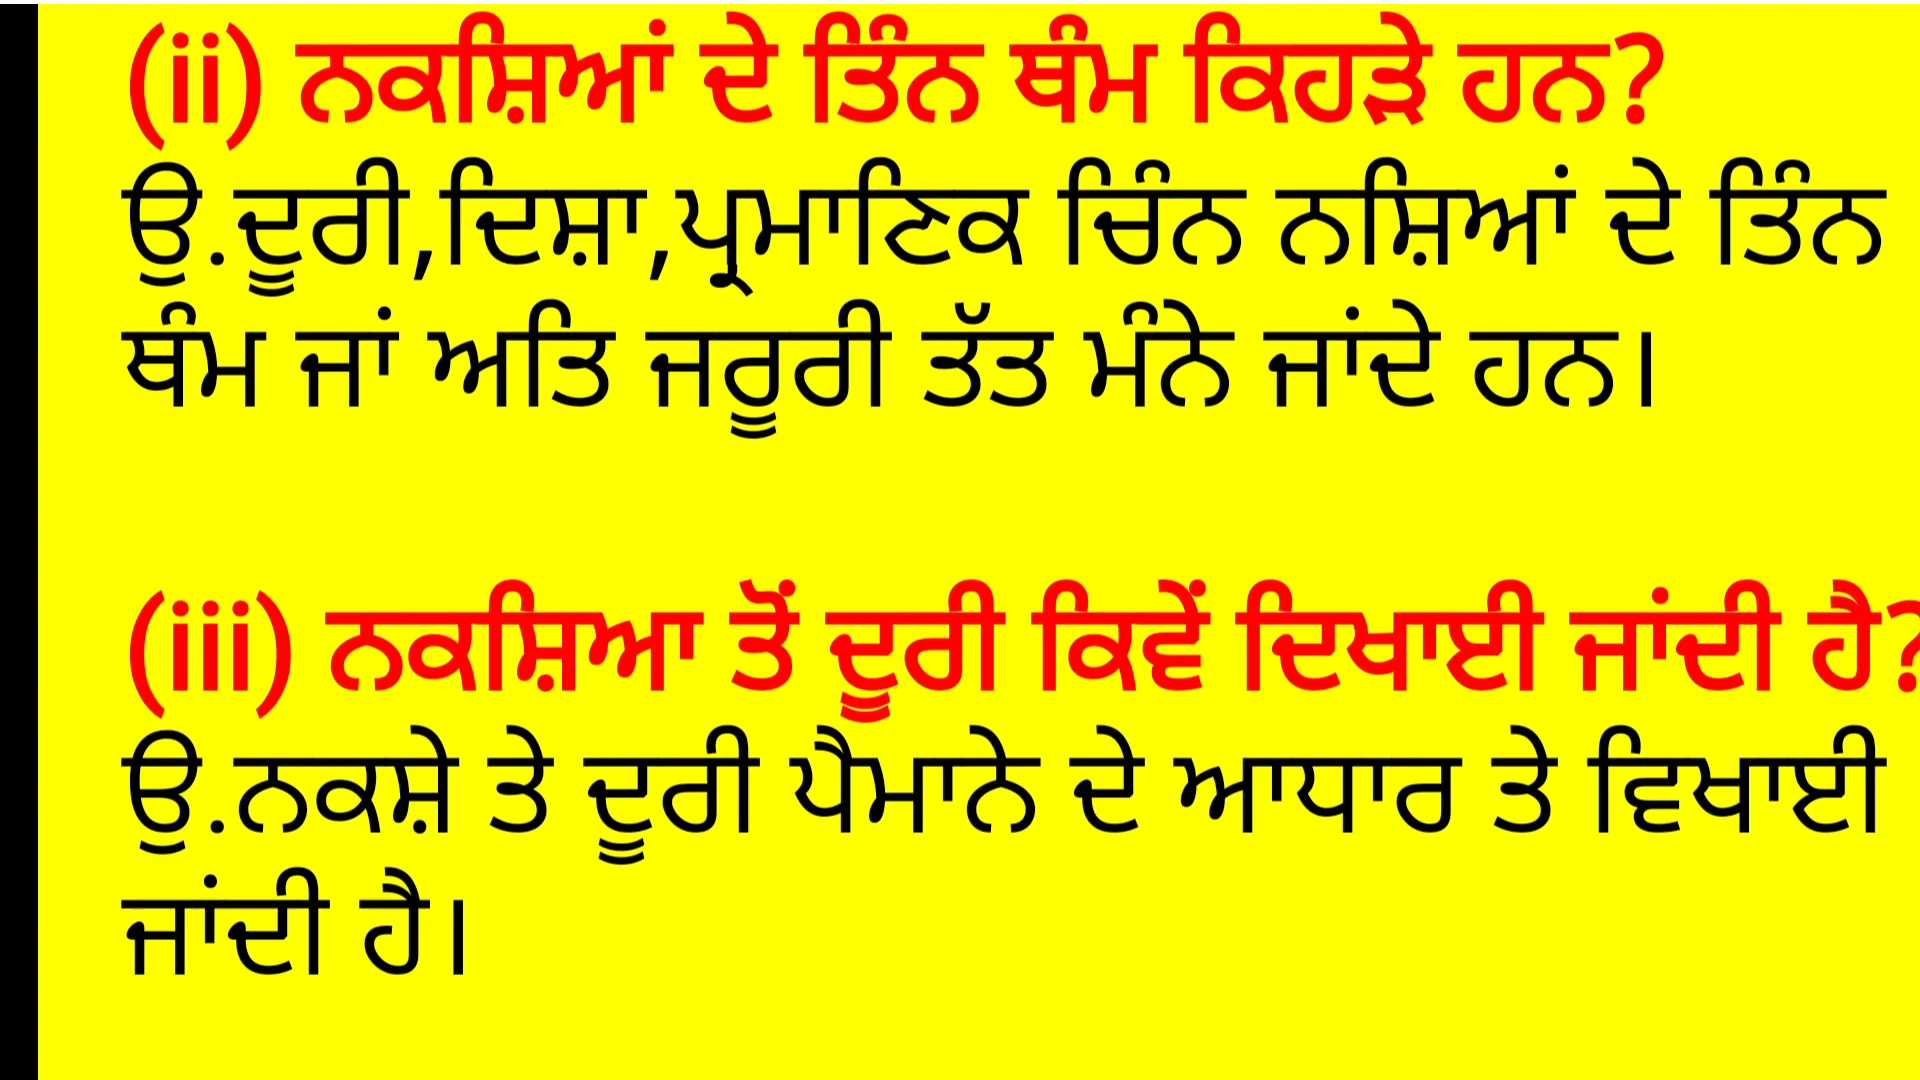 (ii) ਨਕਸ਼ਿਆਂ ਦੇ ਤਿੰਨ ਥੰਮ ਕਿਹੜੇ ਹਨ?
ਉ.ਦੂਰੀ,ਦਿਸ਼ਾ,ਪ੍ਰਮਾਣਿਕ ਚਿੰਨ ਨਸ਼ਿਆਂ ਦੇ ਤਿੰਨ
ਥੰਮ ਜਾਂ ਅਤਿ ਜਰੂਰੀ ਤੱਤ ਮੰਨੇ ਜਾਂਦੇ ਹਨ।
(iii) ਨਕਸ਼ਿਆ ਤੋਂ ਦੂਰੀ ਕਿਵੇਂ ਦਿਖਾਈ ਜਾਂਦੀ ਹੈ?
ਉ.ਨਕਸ਼ੇ ਤੇ ਦੂਰੀ ਪੈਮਾਨੇ ਦੇ ਆਧਾਰ ਤੇ ਵਿਖਾਈ
ਜਾਂਦੀ ਹੈ।